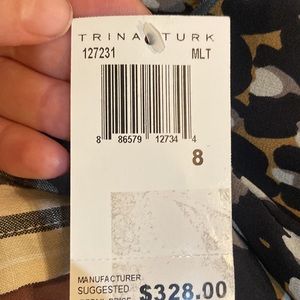 TRINA TURK
127231 MLT
8 86579 12734 4
8
MANUFACTURER
SUGGESTED
$328.00